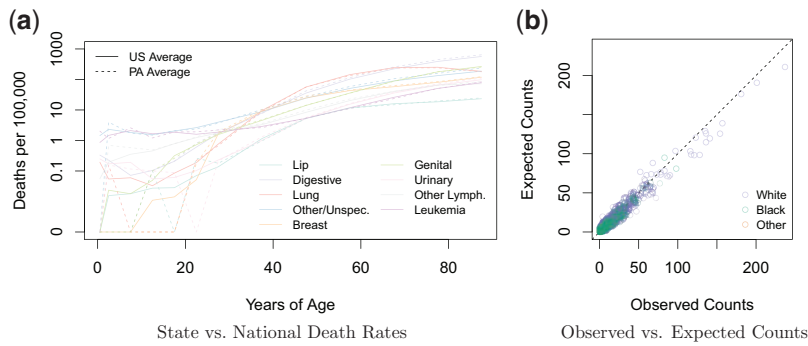 (a)
US Average
PA Average
Deaths per 100,000
1000
10
1
0.1
0
Lip
Digestive
Lung
Other/Unspec.
Breast
Genital
Urinary
Other Lymph.
Leukemia
0 20 40 60 80
Years of Age
State vs. National Death Rates
(b)
Expected Counts
200
100
50
0
White
Black
Other
0 50 100 200
Observed Counts
Observed vs. Expected Counts